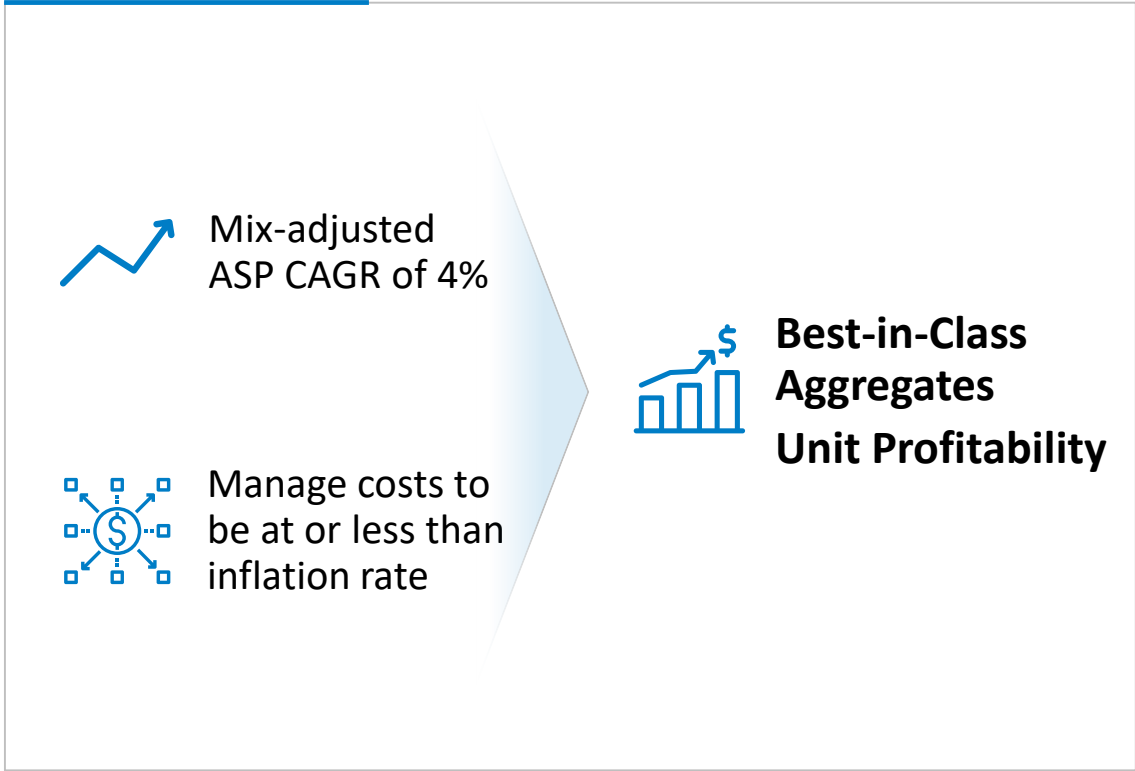 Mix-adjusted
ASP CAGR of 4%
Manage costs to
be at or less than
inflation rate
$
$
Best-in-Class
Aggregates
Unit Profitability